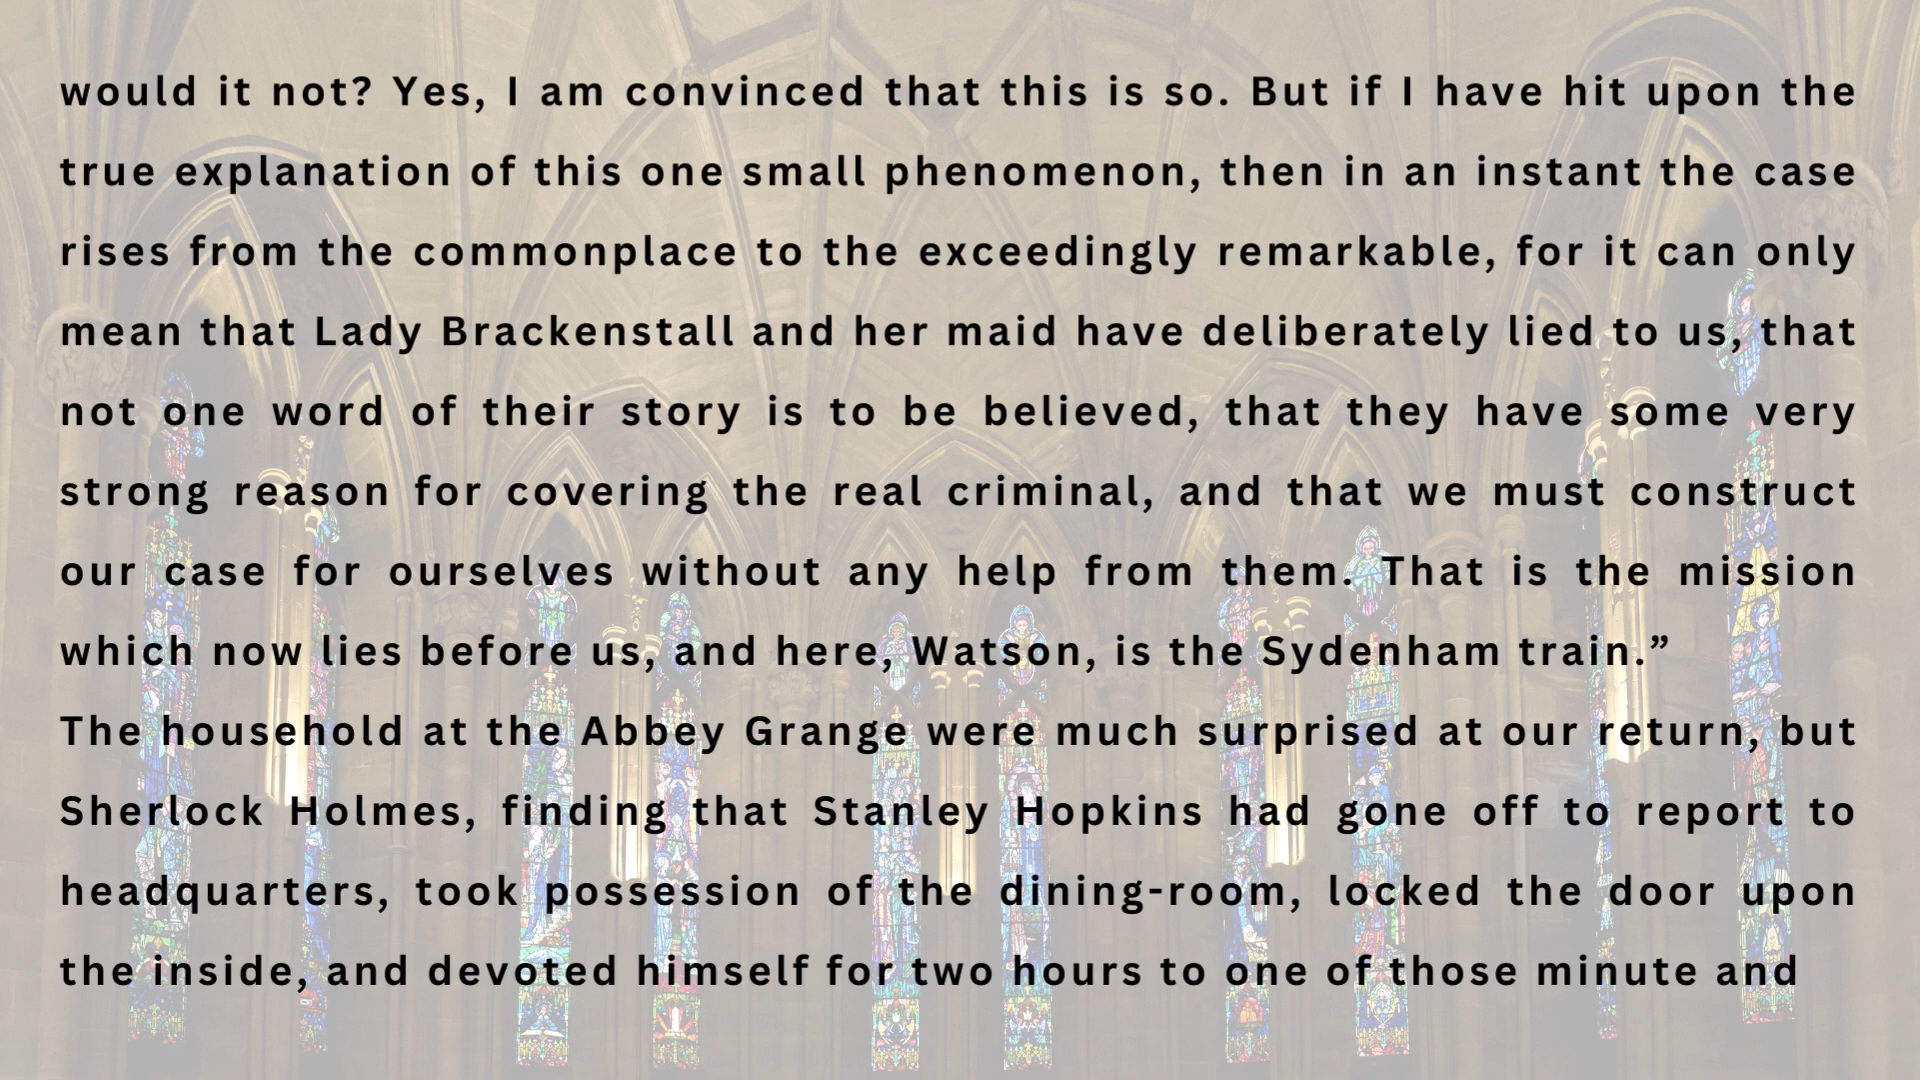 would it not? Yes, I am convinced that this is so. But if I have hit upon the
true explanation of this one small phenomenon, then in an instant the case
rises from the commonplace to the exceedingly remarkable, for it can only
mean that Lady Brackenstall and her maid have deliberately lied to us, that
not one word of their story is to be believed, that they have some very
strong reason for covering the real criminal, and that we must construct
our case for ourselves without any help from them. That is the mission
which now lies before us, and here, Watson, is the Sydenham train.”
The household at the Abbey Grange were much surprised at our return, but
Sherlock Holmes, finding that Stanley Hopkins had gone off to report to
headquarters, took possession of the dining-room, locked the door upon
the inside, and devoted himself for two hours to one of those minute and